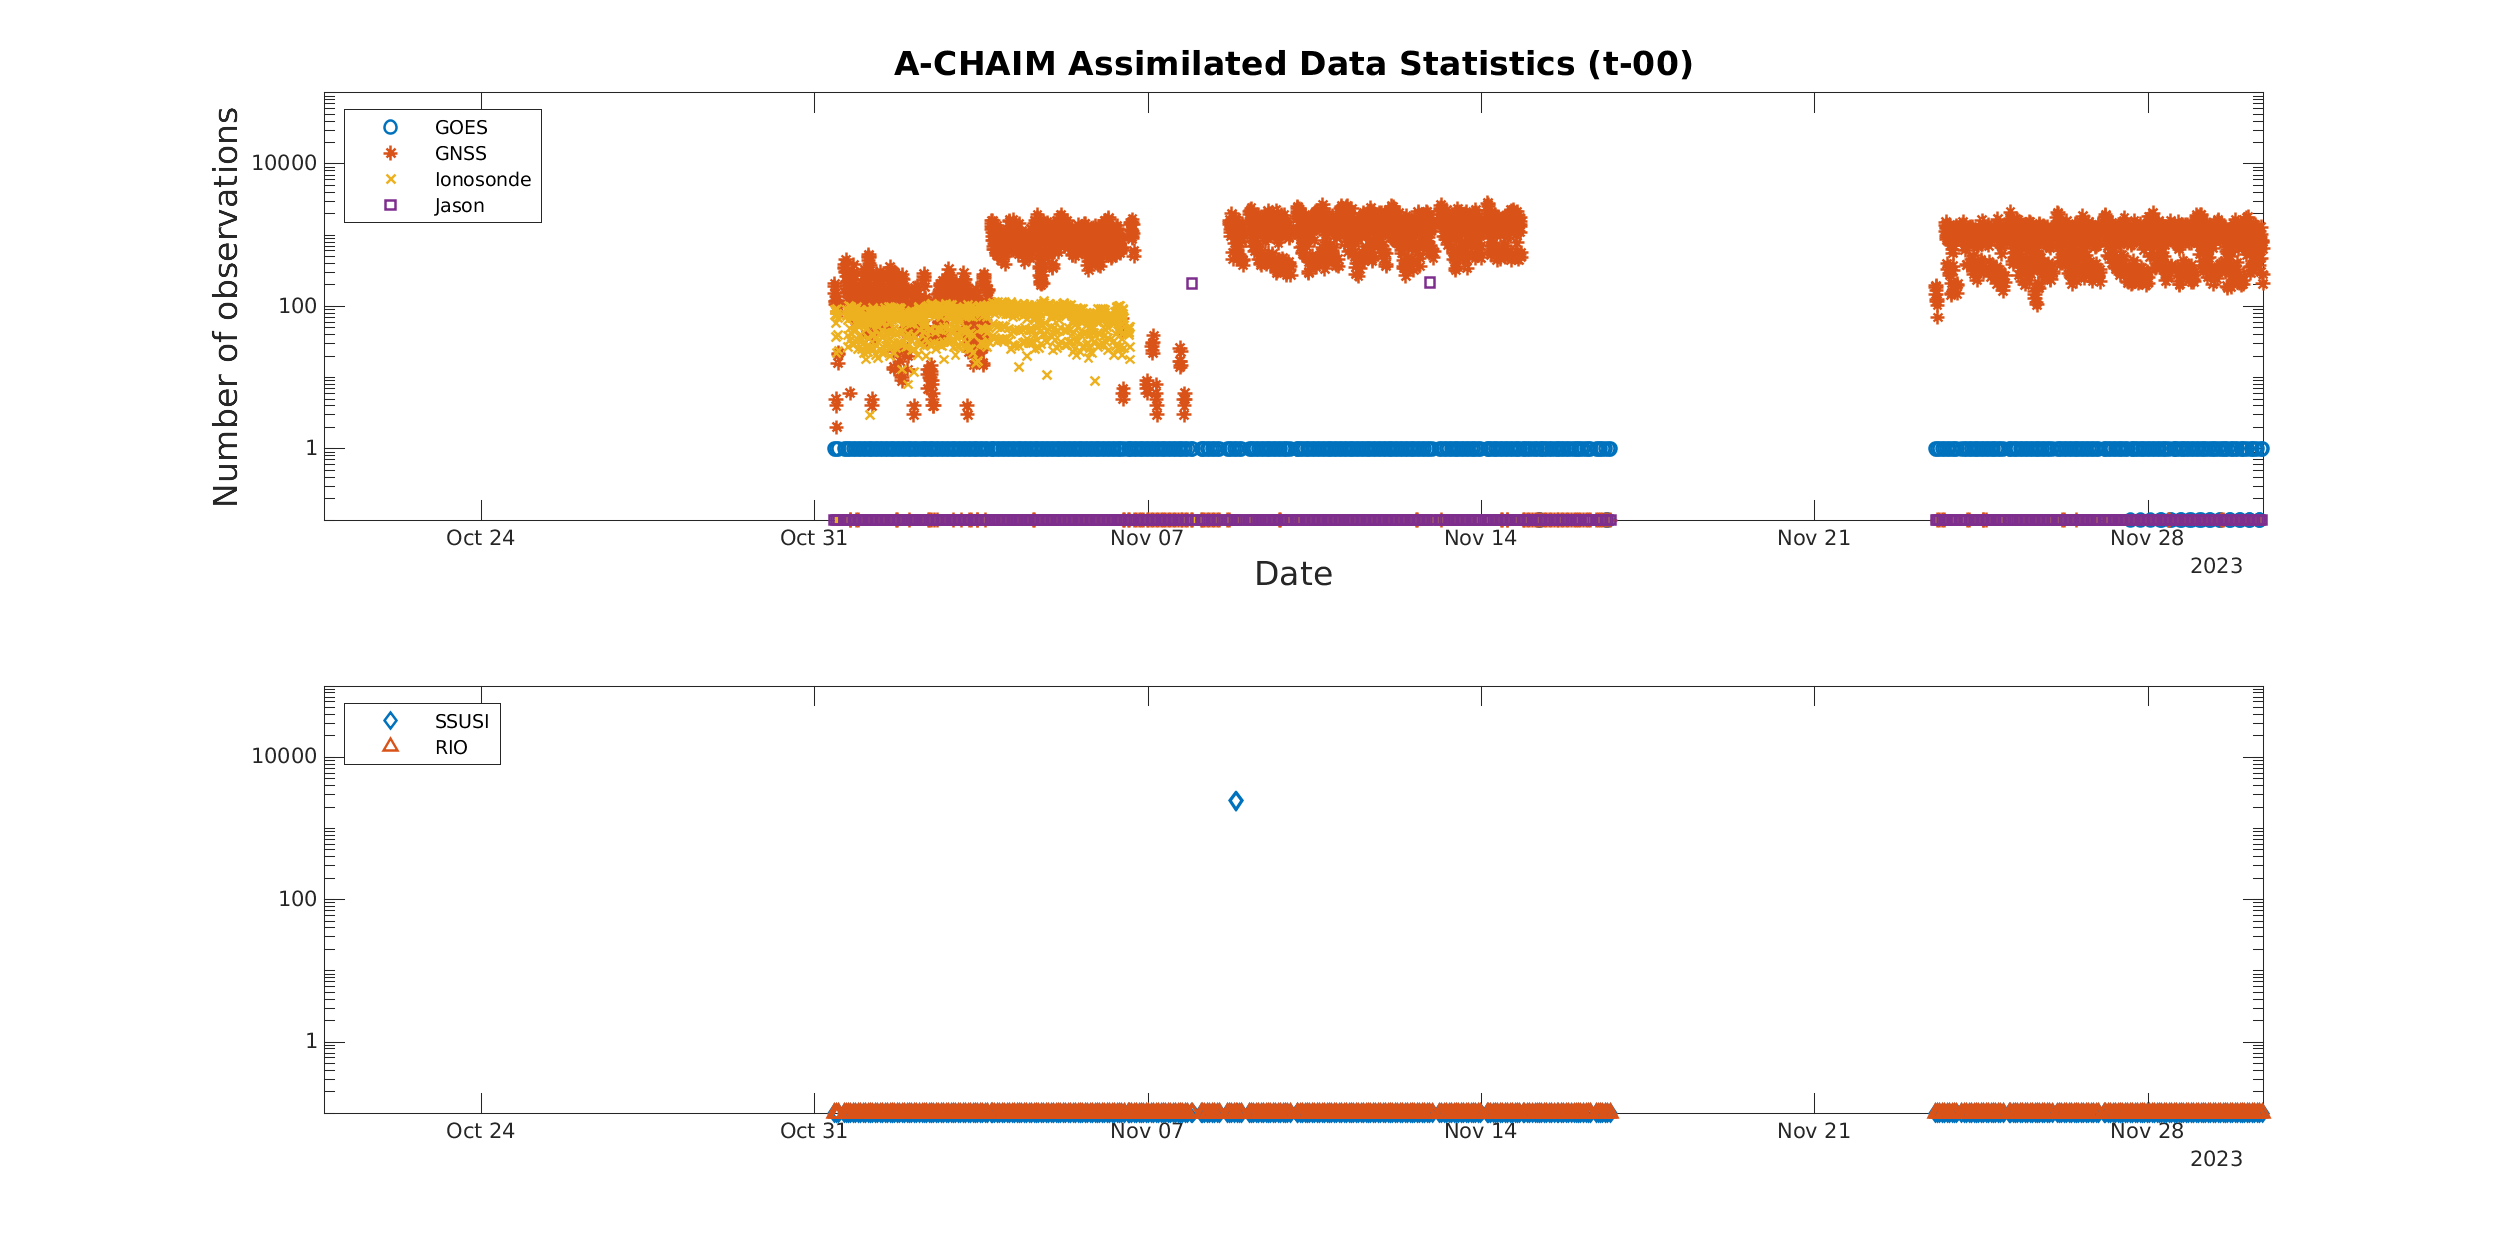 A-CHAIM Assimilated Data Statistics (t-00)
Number of observations
10000
100
1
GOES
GNSS
Ionosonde
Jason
Oct 24
Oct 31
Nov 07
Nov 14
Nov 21
Nov 28
2023
Date
10000
100
1
SSUSI
RIO
Oct 24
Oct 31
Nov 07
Nov 14
Nov 21
Nov 28
2023